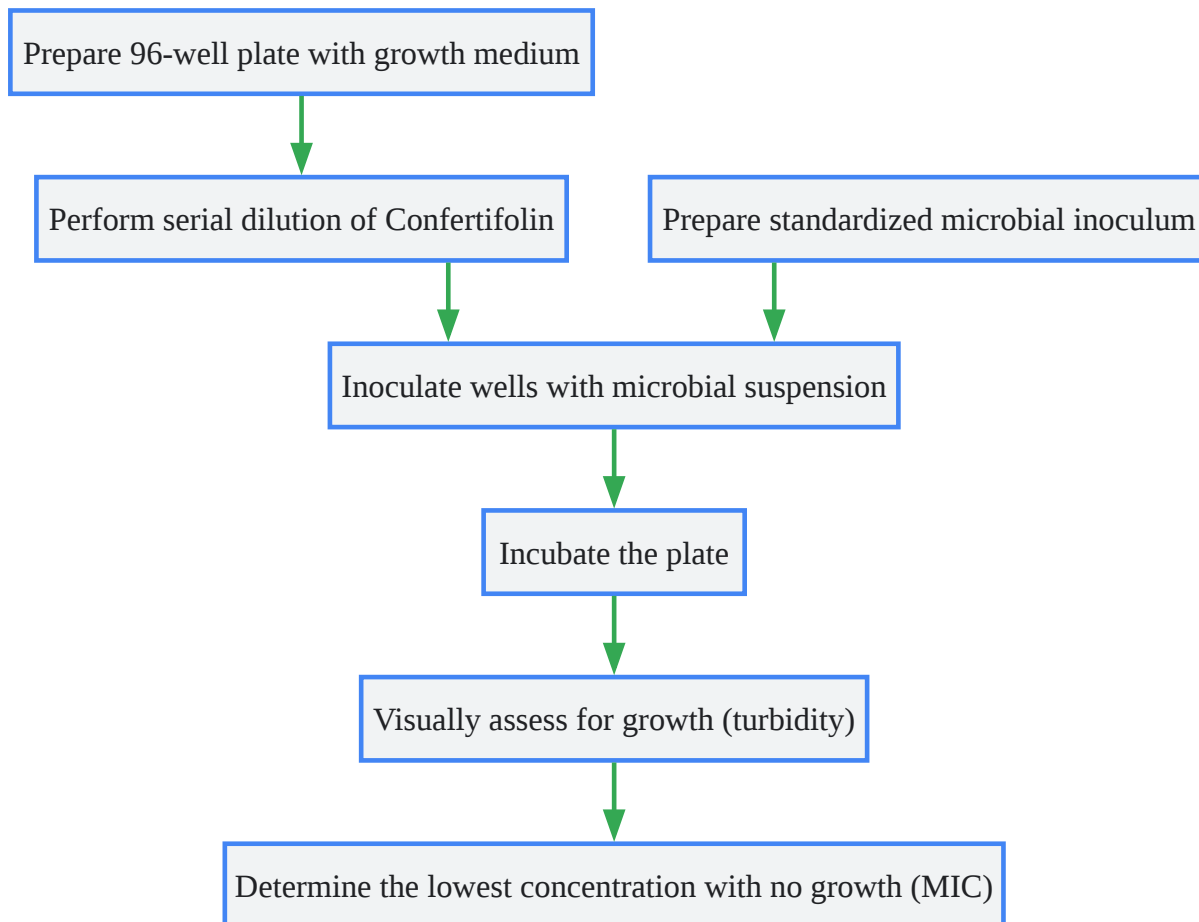 Prepare 96-well plate with growth medium
Perform serial dilution of Confertifolin
Prepare standardized microbial inoculum
Inoculate wells with microbial suspension
Incubate the plate
Visually assess for growth (turbidity)
Determine the lowest concentration with no growth (MIC)